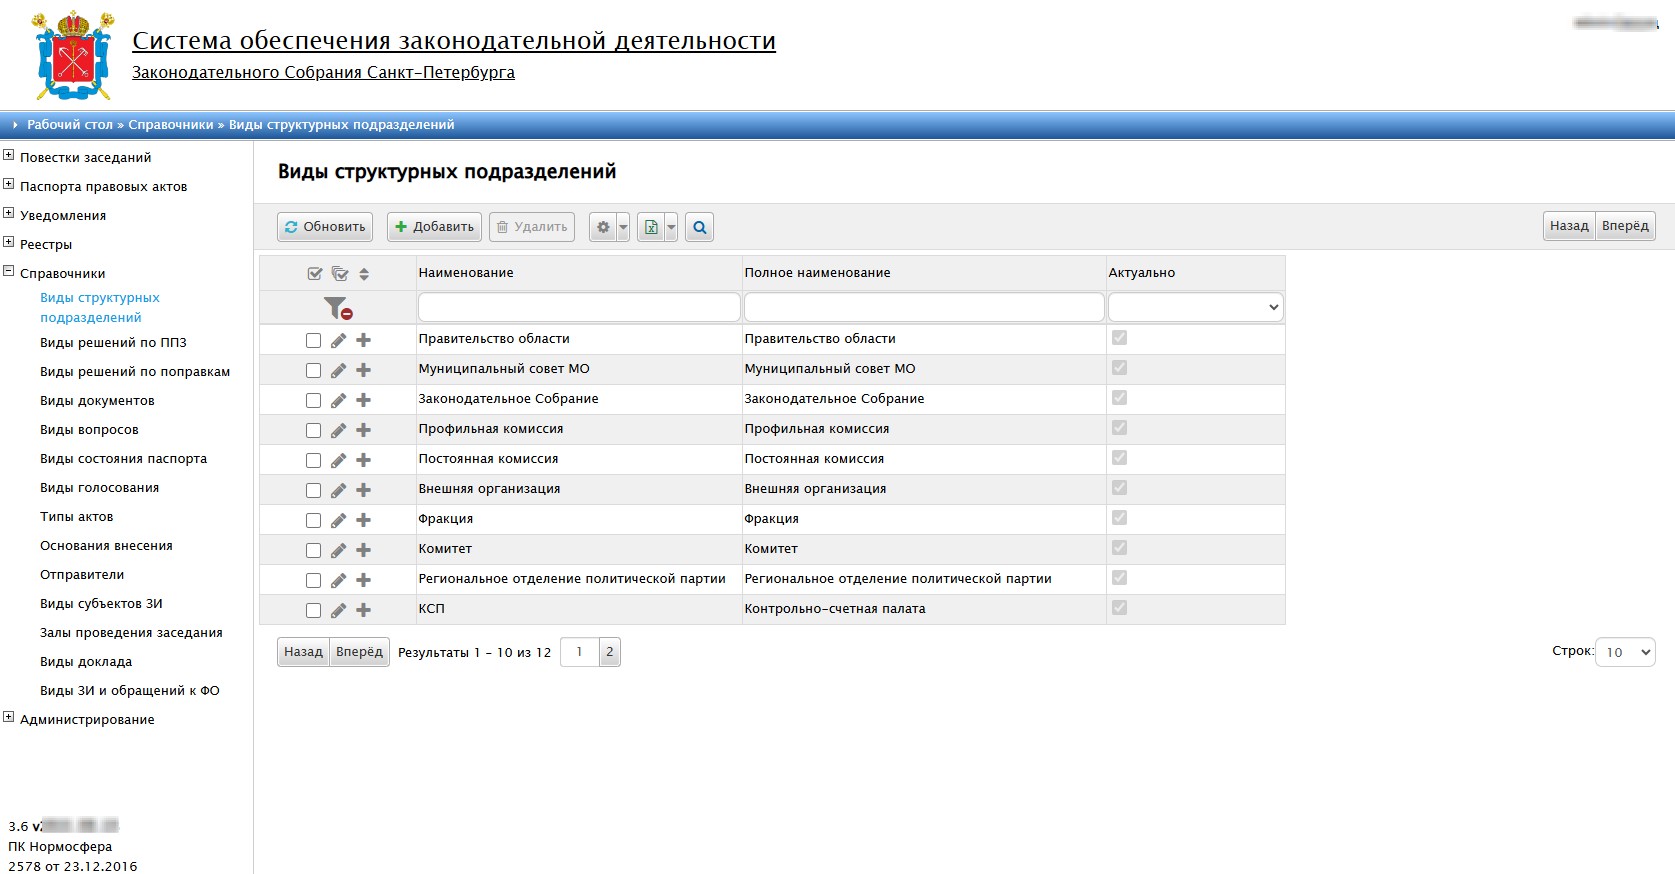 Система обеспечения законодательной деятельности
Законодательного Собрания Санкт-Петербурга
Рабочий стол » Справочники » Виды структурных подразделений
Повестки заседаний
Паспорта правовых актов
Уведомления
Реестры
Справочники
Виды структурных
подразделений
Виды решений по ППЗ
Виды решений по поправкам
Виды документов
Виды вопросов
Виды состояния паспорта
Виды голосования
Типы актов
Основания внесения
Отправители
Виды субъектов ЗИ
Залы проведения заседания
Виды доклада
Виды ЗИ и обращений к ФО
Администрирование
3.6
ПК Нормосфера
2578 от 23.12.2016
Виды структурных подразделений
Обновить Добавить Удалить Назад Вперёд
Наименование Полное наименование Актуально
Правительство области Правительство области
Муниципальный совет МО Муниципальный совет МО
Законодательное Собрание Законодательное Собрание
Профильная комиссия Профильная комиссия
Постоянная комиссия Постоянная комиссия
Внешняя организация Внешняя организация
Фракция Фракция
Комитет Комитет
Региональное отделение политической партии Региональное отделение политической партии
КСП Контрольно-счетная палата
Назад Вперёд Результаты 1 - 10 из 12 1 2 Строк: 10